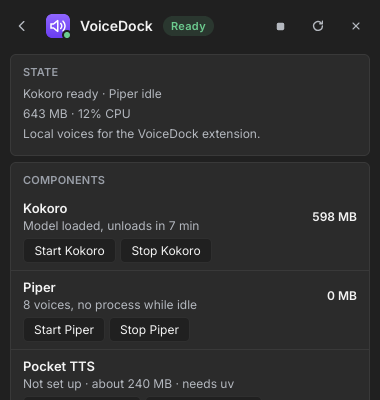 VoiceDock Ready
STATE
Kokoro ready · Piper idle
643 MB · 12% CPU
Local voices for the VoiceDock extension.
COMPONENTS
Kokoro
598 MB
Model loaded, unloads in 7 min
Start Kokoro Stop Kokoro
Piper
0 MB
8 voices, no process while idle
Start Piper Stop Piper
Pocket TTS
Not set up · about 240 MB · needs uv